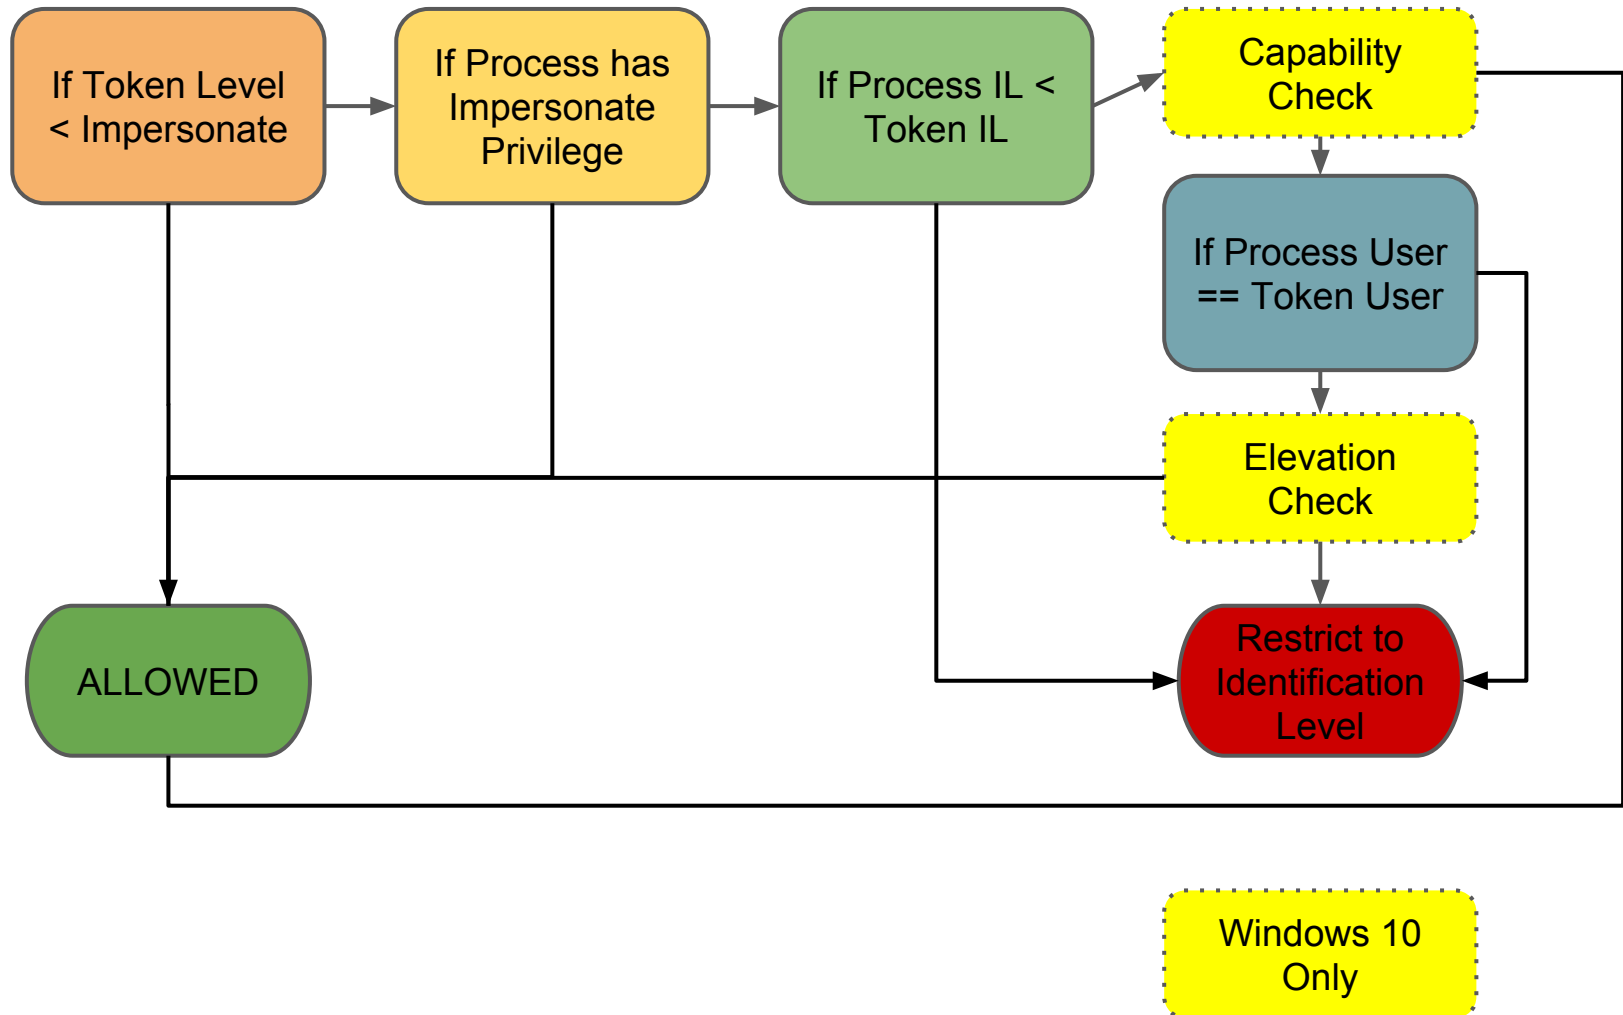 If Token Level
< Impersonate
If Process has
Impersonate
Privilege
If Process IL <
Token IL
Capability
Check
If Process User
== Token User
Elevation
Check
ALLOWED
Restrict to
Identification
Level
Windows 10
Only